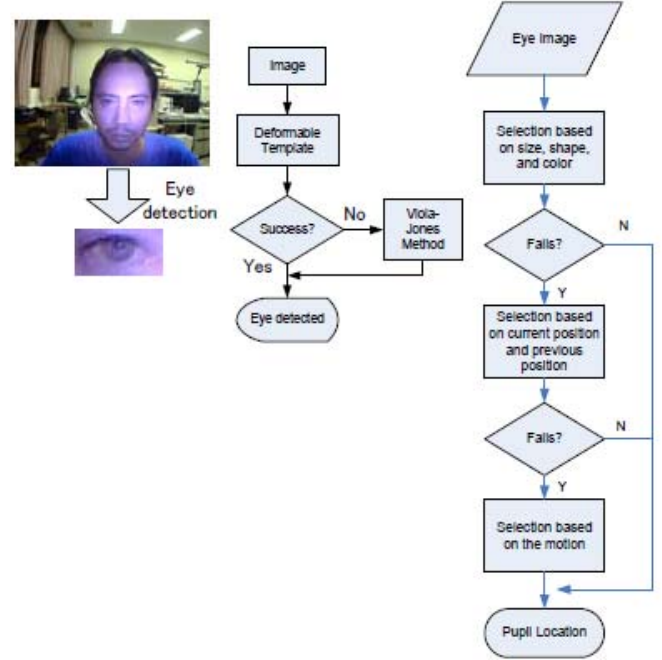 Eye
detection
Image
Deformable
Template
Success?
No
Viola-
Jones
Method
Yes
Eye detected
Eye Image
Selection based
on size, shape,
and color
Fails?
N
Y
Selection based
on current position
and previous
position
Fails?
N
Y
Selection based
on the motion
Pupil Location